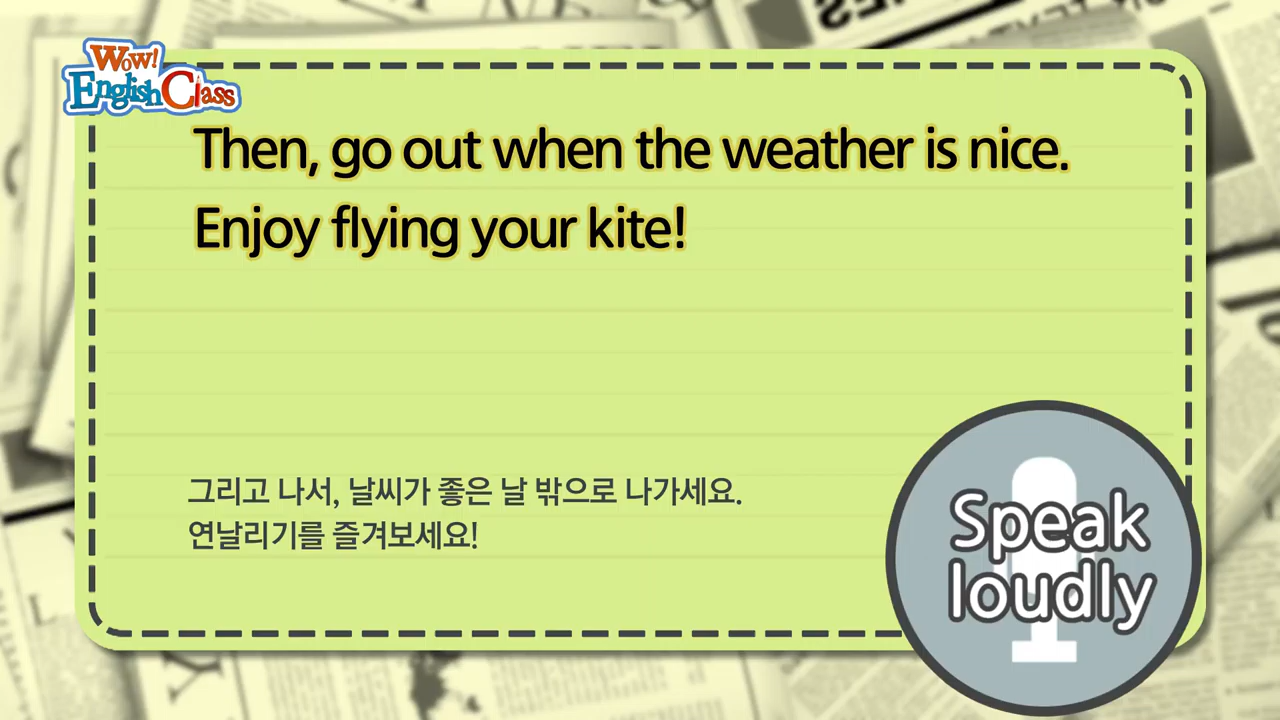 Wow!
English Class
Then, go out when the weather is nice.
Enjoy flying your kite!
그리고 나서, 날씨가 좋은 날 밖으로 나가세요.
연날리기를 즐겨보세요!
Speak
loudly